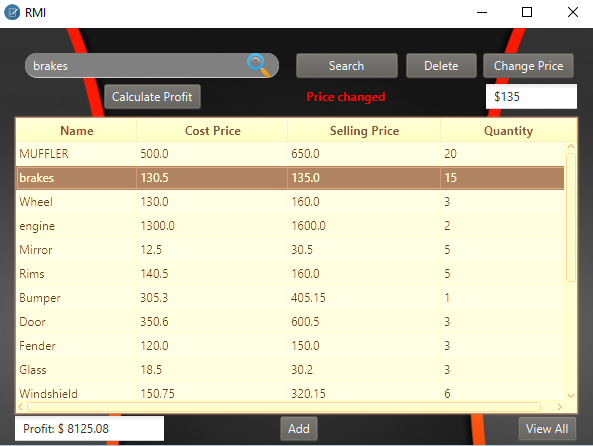 RMI
brakes Search Delete Change Price
Calculate Profit Price changed $135
Name Cost Price Selling Price Quantity
MUFFLER 500.0 650.0 20
brakes 130.5 135.0 15
Wheel 130.0 160.0 3
engine 1300.0 1600.0 2
Mirror 12.5 30.5 5
Rims 140.5 160.0 5
Bumper 305.3 405.15 1
Door 350.6 600.5 3
Fender 120.0 150.0 3
Glass 18.5 30.2 3
Windshield 150.75 320.15 6
Profit: $ 8125.08 Add View All